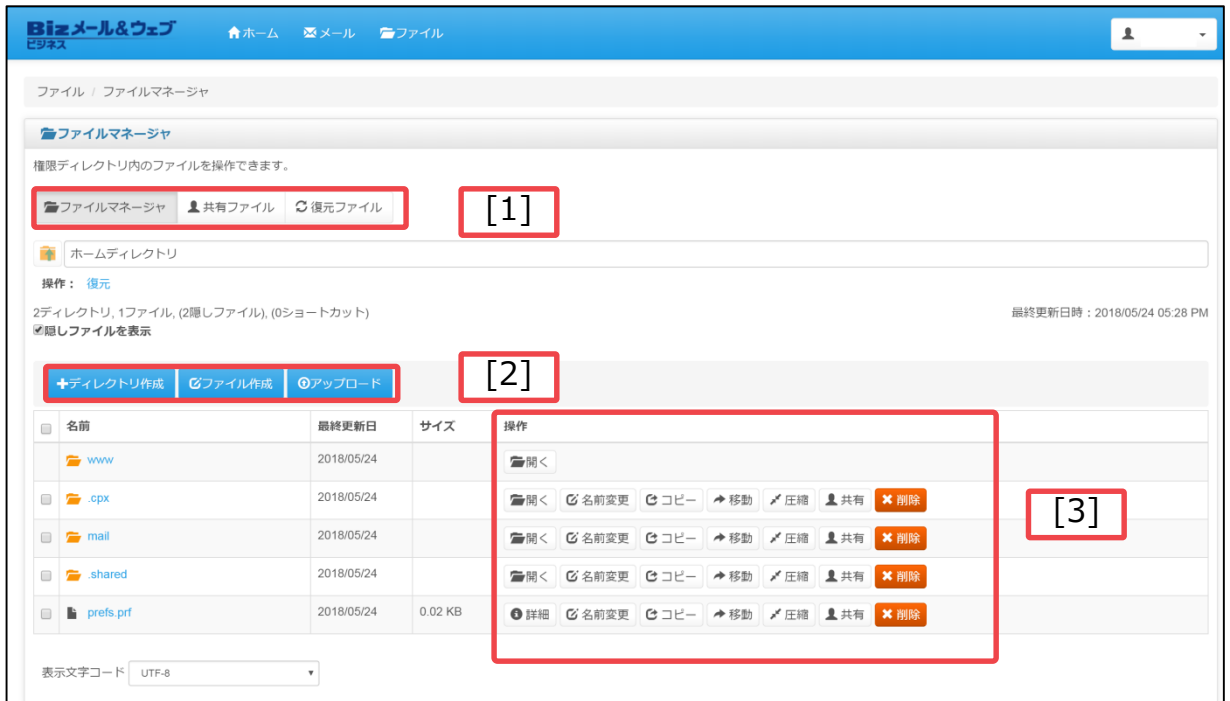 Bizメール&ウェブ
ビジネス
ホーム メール ファイル
ファイル / ファイルマネージャ
ファイルマネージャ
権限ディレクトリ内のファイルを操作できます。
ファイルマネージャ 共有ファイル 復元ファイル [1]
ホームディレクトリ
操作： 復元
2ディレクトリ, 1ファイル, (2隠しファイル), (0ショートカット) 最終更新日時：2018/05/24 05:28 PM
隠しファイルを表示
ディレクトリ作成 ファイル作成 アップロード [2]
名前 最終更新日 サイズ 操作
www 2018/05/24 開く
.cpx 2018/05/24 開く 名前変更 コピー 移動 圧縮 共有 削除
[3]
mail 2018/05/24 開く 名前変更 コピー 移動 圧縮 共有 削除
.shared 2018/05/24 開く 名前変更 コピー 移動 圧縮 共有 削除
prefs.prf 2018/05/24 0.02 KB 詳細 名前変更 コピー 移動 圧縮 共有 削除
表示文字コード UTF-8